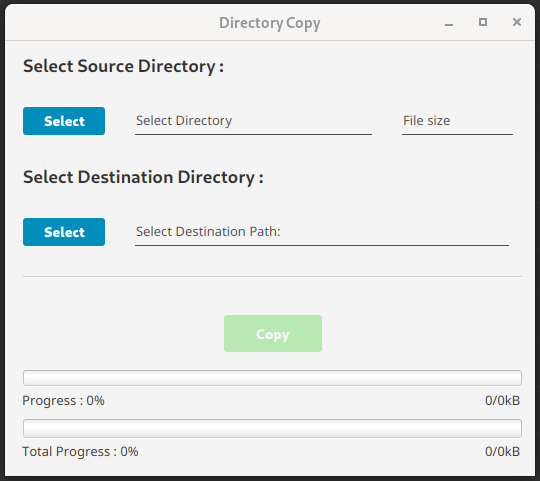 Directory Copy
Select Source Directory :
Select Select Directory File size
Select Destination Directory :
Select Select Destination Path:
Copy
Progress : 0% 0/0kB
Total Progress : 0% 0/0kB